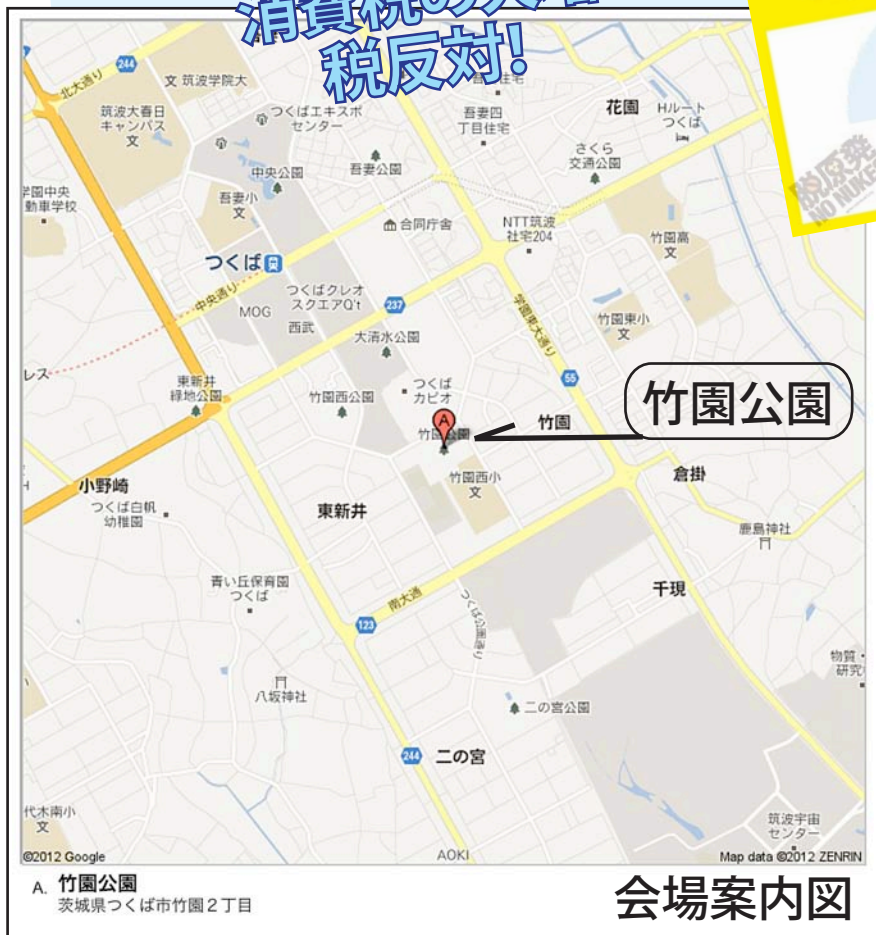 消費税の大増
税反対!
脱原発
NO NUKES
244
北大通り
文 筑波学院大
筑波大春日
キャンパス
文
つくばエキスポ
センター
吾妻四
丁目住宅
花園
Hルート
つくば
さくら
交通公園
学園中央
動車学校
中央公園
吾妻公園
吾妻小
文
合同庁舎
NTT筑波
社宅204
竹園高
文
つくば
中央通り
つくばクレオ
スクエアQ't
MOG
西武
237
大清水公園
学園東大通り
竹園東小
文
レス
東新井
緑地公園
竹園西公園
つくば
カピオ
55
竹園公園
A
竹園公園
竹園
小野崎
つくば白帆
幼稚園
東新井
竹園西小
文
倉掛
鹿島神社
青い丘保育園
つくば
南大通
つくば公園通り
千現
123
八坂神社
物質・
研究
二の宮公園
244
二の宮
代木南小
文
筑波宇宙
センター
©2012 Google
AOKI
Map data ©2012 ZENRIN
A. 竹園公園
茨城県つくば市竹園2丁目
会場案内図